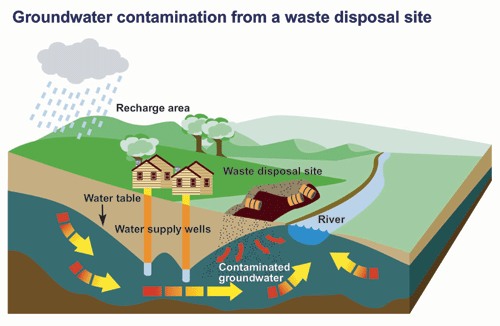 Groundwater contamination from a waste disposal site
Recharge area
Waste disposal site
Water table
Water supply wells
River
Contaminated
groundwater